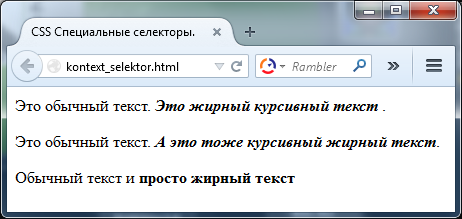 CSS Специальные селекторы.
kontext_selektor.html
Rambler
Это обычный текст. Это жирный курсивный текст .
Это обычный текст. А это тоже курсивный жирный текст.
Обычный текст и просто жирный текст